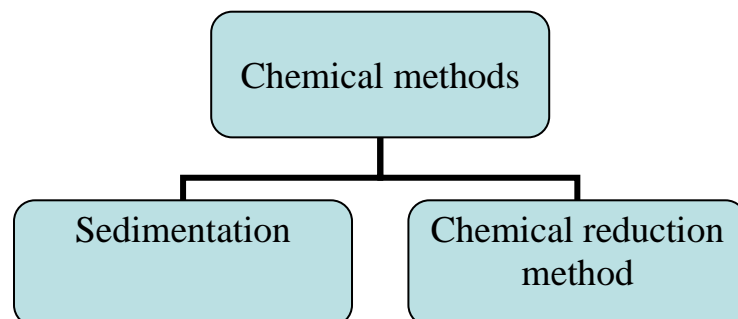 Chemical methods
Sedimentation
Chemical reduction
method